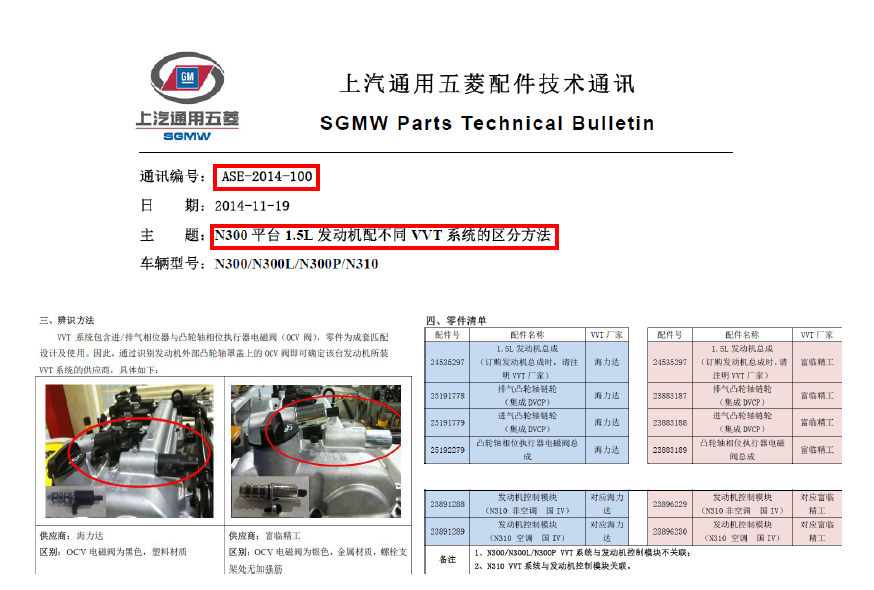 GM
上汽通用五菱
SGMW
上汽通用五菱配件技术通讯
SGMW Parts Technical Bulletin
通讯编号： ASE-2014-100
日 期：2014-11-19
主 题：N300 平台 1.5L 发动机配不同 VVT 系统的区分方法
车辆型号： N300/N300L/N300P/N310
三、辨识方法
VVT 系统包含进/排气相位器与凸轮轴相位执行器电磁阀（OCV 阀），零件为成套匹配
设计及使用。因此，通过识别发动机外部凸轮轴罩盖上的 OCV 阀即可确定该台发动机所装
VVT 系统的供应商，具体如下：
供应商：海力达
区别：OCV 电磁阀为黑色，塑料材质
供应商：富临精工
区别：OCV 电磁阀为银色，金属材质，螺栓支
架处无加强筋
四、零件清单
配件号 配件名称 VVT 厂家
24535297 1.5L 发动机总成 海力达
（订购发动机总成时，请注
明 VVT 厂家）
25191778 排气凸轮轴链轮 海力达
（集成 DVCP）
25191779 进气凸轮轴链轮 海力达
（集成 DVCP）
25192279 凸轮轴相位执行器电磁阀总 海力达
成
配件号 配件名称 VVT 厂家
24535297 1.5L 发动机总成 富临精工
（订购发动机总成时，请
注明 VVT 厂家）
23883187 排气凸轮轴链轮 富临精工
（集成 DVCP）
23883188 进气凸轮轴链轮 富临精工
（集成 DVCP）
23883189 凸轮轴相位执行器电磁 富临精工
阀总成
23891288 发动机控制模块 对应海力
（N310 非空调 国 IV） 达
23891289 发动机控制模块 对应海力
（N310 空调 国 IV） 达
23896229 发动机控制模块 对应富临
（N310 非空调 国 IV） 精工
23896230 发动机控制模块 对应富临
（N310 空调 国 IV） 精工
备注 1、N300/N300L/N300P VVT 系统与发动机控制模块不关联；
2、N310 VVT 系统与发动机控制模块关联。